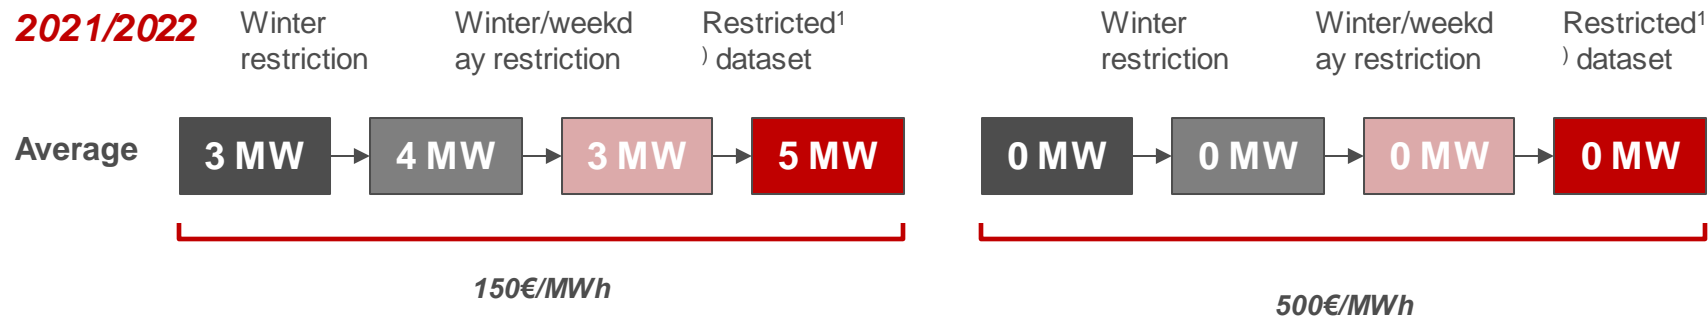 2021/2022
Winter
restriction
Winter/weekd
ay restriction
Restricted1
) dataset
Winter
restriction
Winter/weekd
ay restriction
Restricted1
) dataset
Average
3 MW
4 MW
3 MW
5 MW
0 MW
0 MW
0 MW
0 MW
150€/MWh
500€/MWh